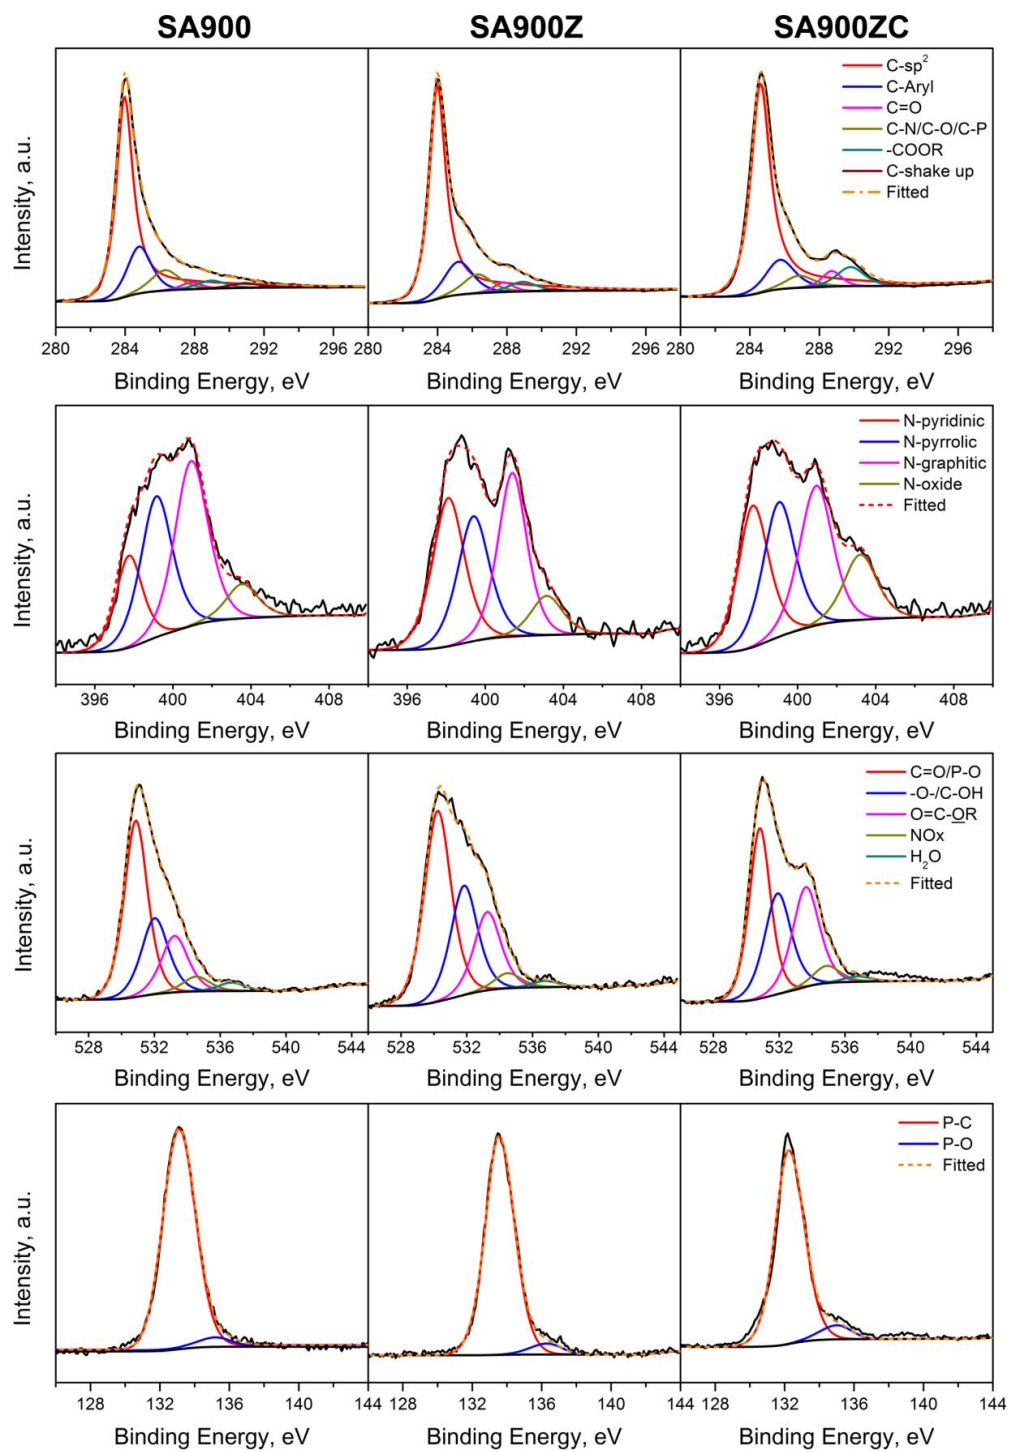 SA900 SA900Z SA900ZC
Intensity, a.u.
C-sp²
C-Aryl
C=O
C-N/C-O/C-P
-COOR
C-shake up
Fitted
280 284 288 292 296 280 284 288 292 296 280 284 288 292 296
Binding Energy, eV Binding Energy, eV Binding Energy, eV
Intensity, a.u.
N-pyridinic
N-pyrrolic
N-graphitic
N-oxide
Fitted
396 400 404 408 396 400 404 408 396 400 404 408
Binding Energy, eV Binding Energy, eV Binding Energy, eV
Intensity, a.u.
C=O/P-O
-O-/C-OH
O=C-OR
NOx
H₂O
Fitted
528 532 536 540 544 528 532 536 540 544 528 532 536 540 544
Binding Energy, eV Binding Energy, eV Binding Energy, eV
Intensity, a.u.
P-C
P-O
Fitted
128 132 136 140 144 128 132 136 140 144 128 132 136 140 144
Binding Energy, eV Binding Energy, eV Binding Energy, eV